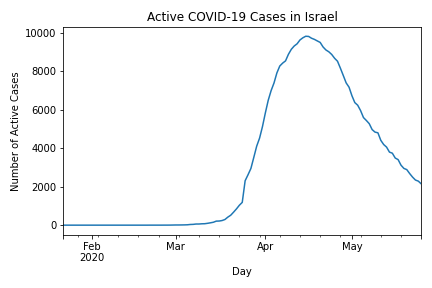 Active COVID-19 Cases in Israel
10000
8000
6000
4000
2000
0
Number of Active Cases
Feb
2020
Mar
Apr
May
Day